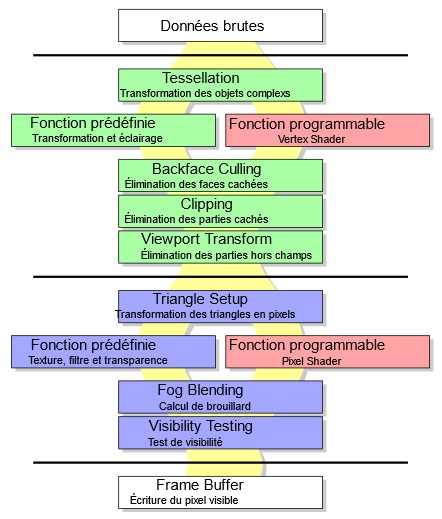 Données brutes
Tessellation
Transformation des objets complexs
Fonction prédéfinie
Transformation et éclairage
Fonction programmable
Vertex Shader
Backface Culling
Élimination des faces cachées
Clipping
Élimination des parties cachés
Viewport Transform
Élimination des parties hors champs
Triangle Setup
Transformation des triangles en pixels
Fonction prédéfinie
Texture, filtre et transparence
Fonction programmable
Pixel Shader
Fog Blending
Calcul de brouillard
Visibility Testing
Test de visibilité
Frame Buffer
Écriture du pixel visible